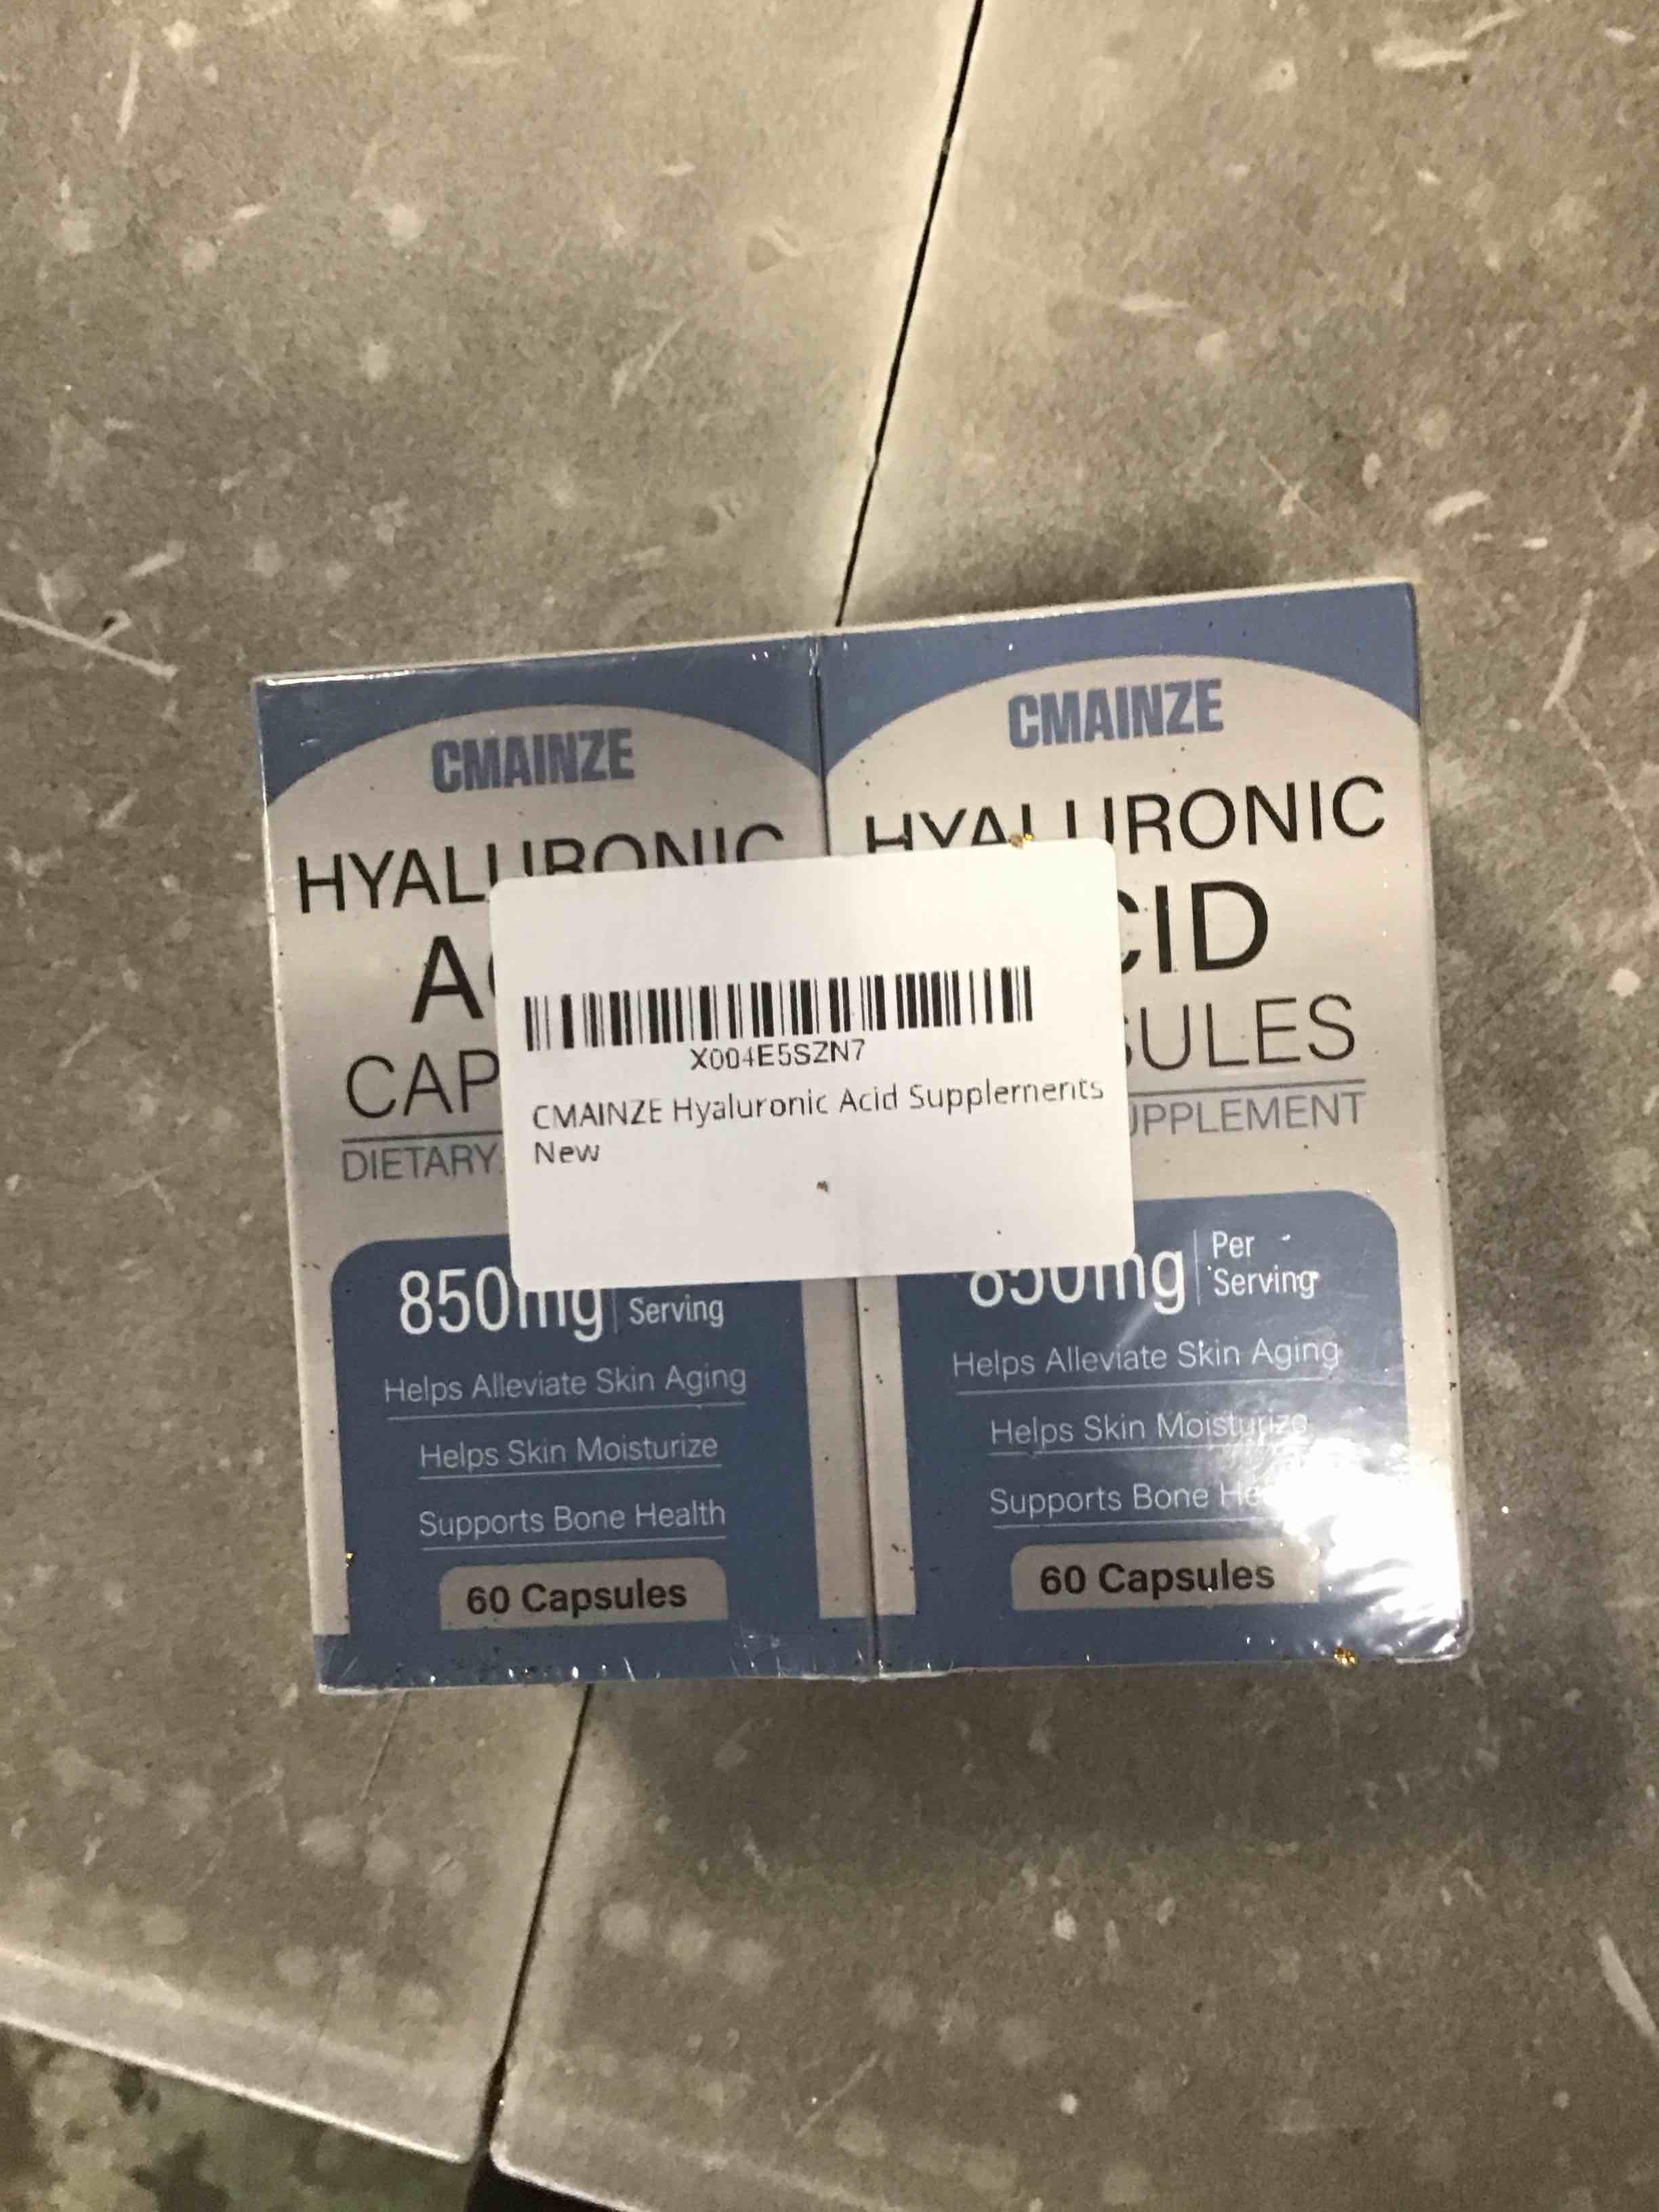 CMAINZE
HYALURONIC
A
CAP
DIETARY
850mg
Serving
Helps Alleviate Skin Aging
Helps Skin Moisturize
Supports Bone Health
60 Capsules
CMAINZE
HYALURONIC
CID
SULES
UPPLEMENT
850mg
Per
Serving
Helps Alleviate Skin Aging
Helps Skin Moisturize
Supports Bone He
60 Capsules
X004E5SZN7
CMAINZE Hyaluronic Acid Supplements
New